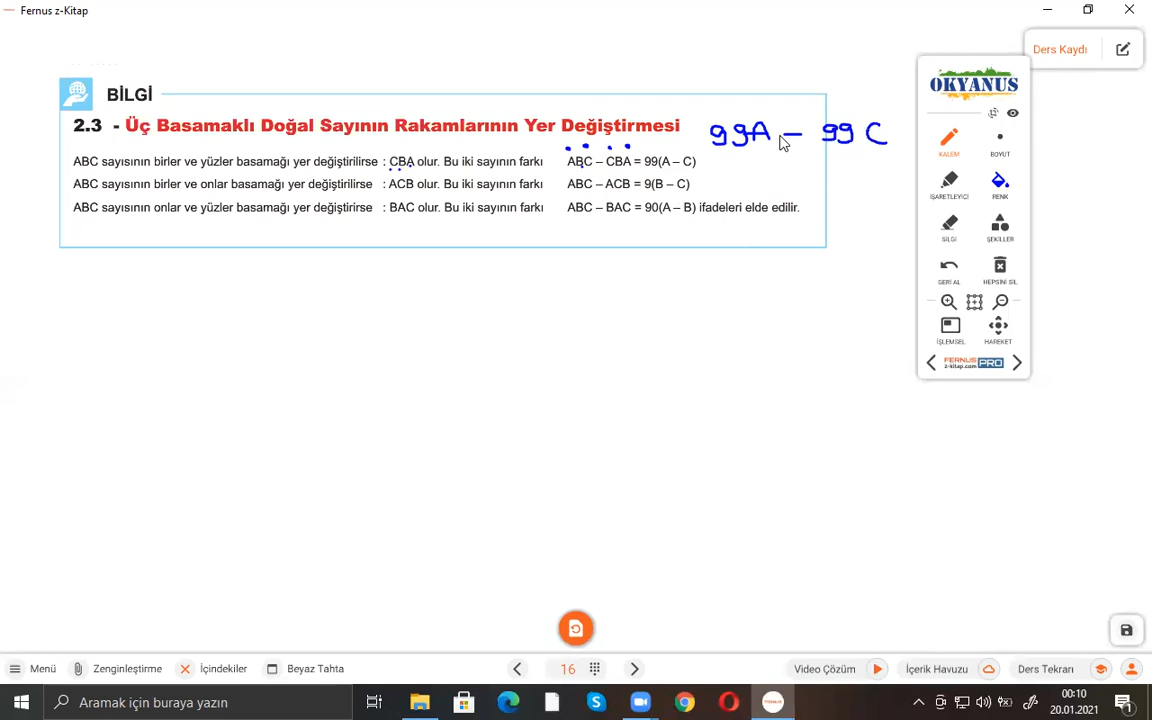 Fernus z-Kitap
Ders Kaydı
OKYANUS
BİLGİ
2.3 - Üç Basamaklı Doğal Sayının Rakamlarının Yer Değiştirmesi
99A - 99C
ABC sayısının birler ve yüzler basamağı yer değiştirilirse : CBA olur. Bu iki sayının farkı ABC – CBA = 99(A – C)
ABC sayısının birler ve onlar basamağı yer değiştirilirse : ACB olur. Bu iki sayının farkı ABC – ACB = 9(B – C)
ABC sayısının onlar ve yüzler basamağı yer değiştirirse : BAC olur. Bu iki sayının farkı ABC – BAC = 90(A – B) ifadeleri elde edilir.
KALEM BOYUT
İŞARETLEYİCİ RENK
SİLGİ ŞEKİLLER
GERİ AL HEPSİNİ SİL
İŞLEMSEL HAREKET
FERNUS z-kitap.com PRO
Menü Zenginleştirme İçindekiler Beyaz Tahta 16 Video Çözüm İçerik Havuzu Ders Tekrarı
Aramak için buraya yazın
00:10
20.01.2021
1